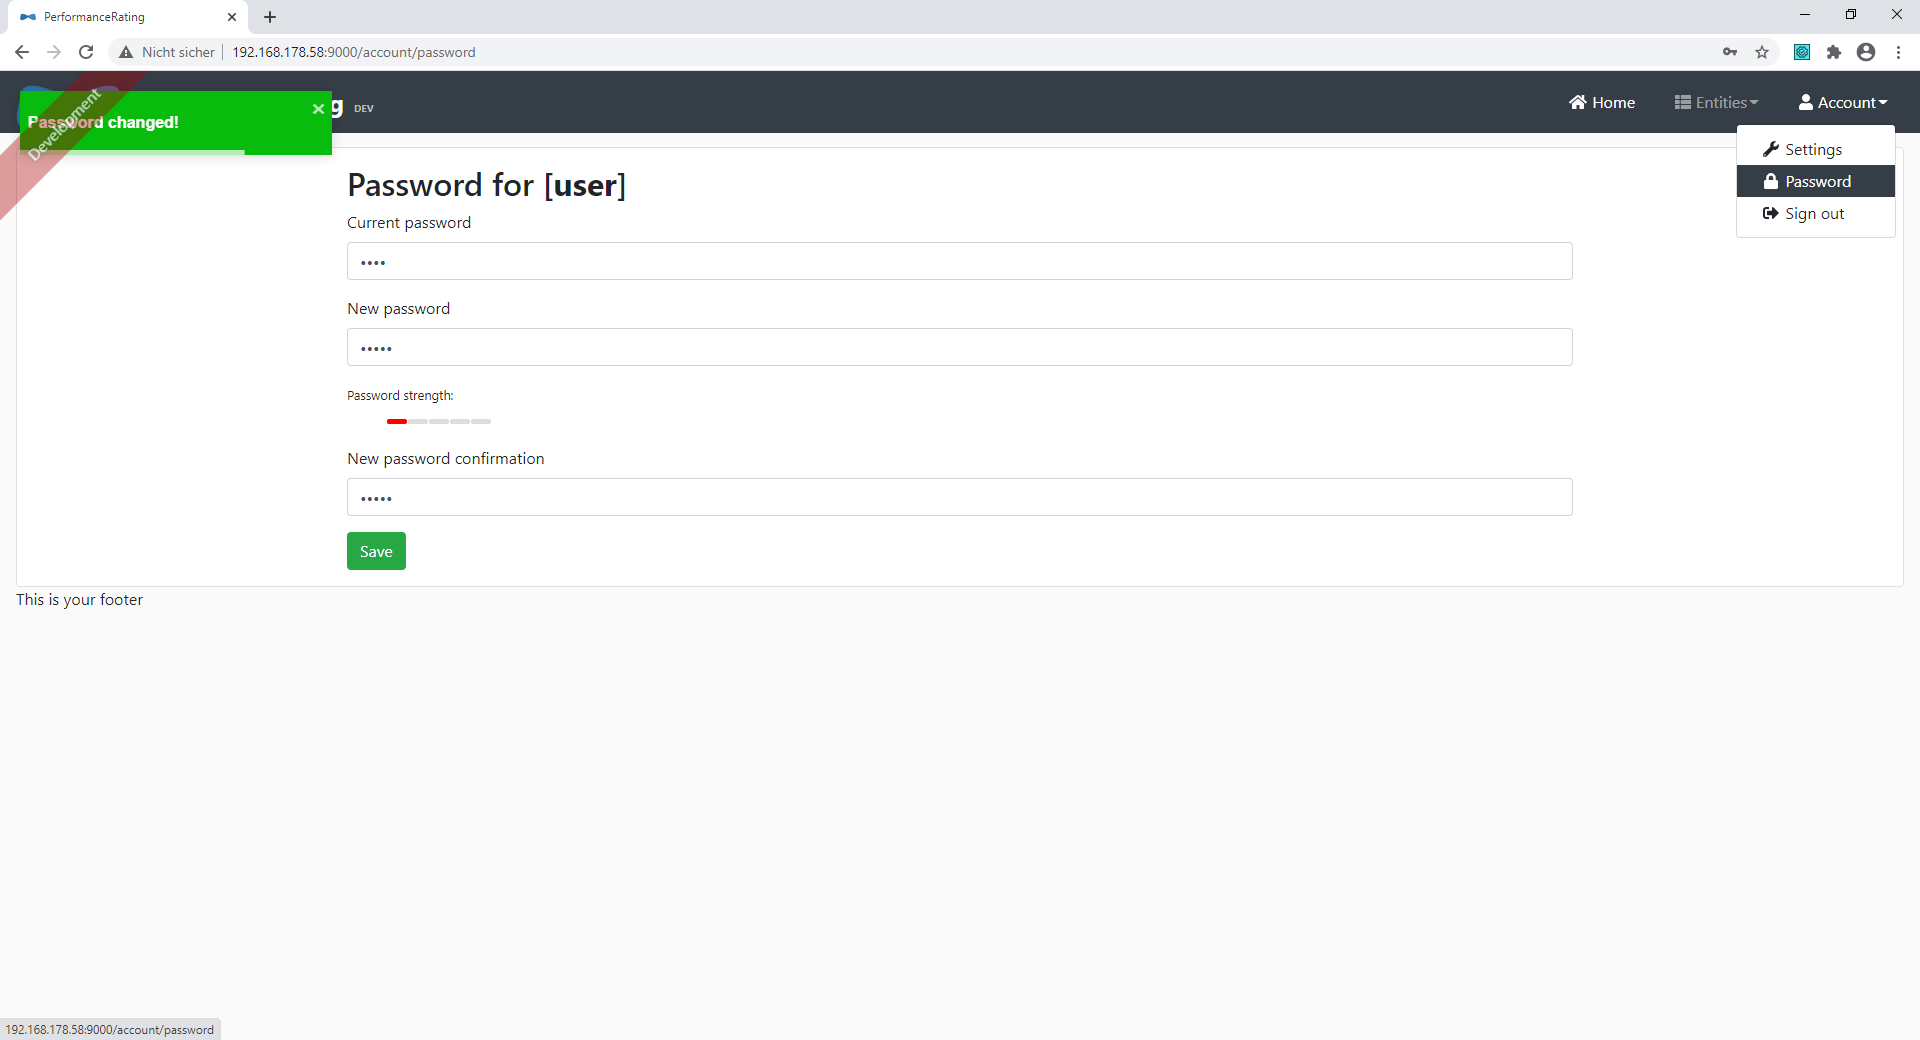 PerformanceRating
Nicht sicher
192.168.178.58:9000/account/password
g DEV
Home
Entities
Account
Password changed!
Development
Settings
Password
Sign out
Password for [user]
Current password
••••
New password
•••••
Password strength:
New password confirmation
•••••
Save
This is your footer
192.168.178.58:9000/account/password